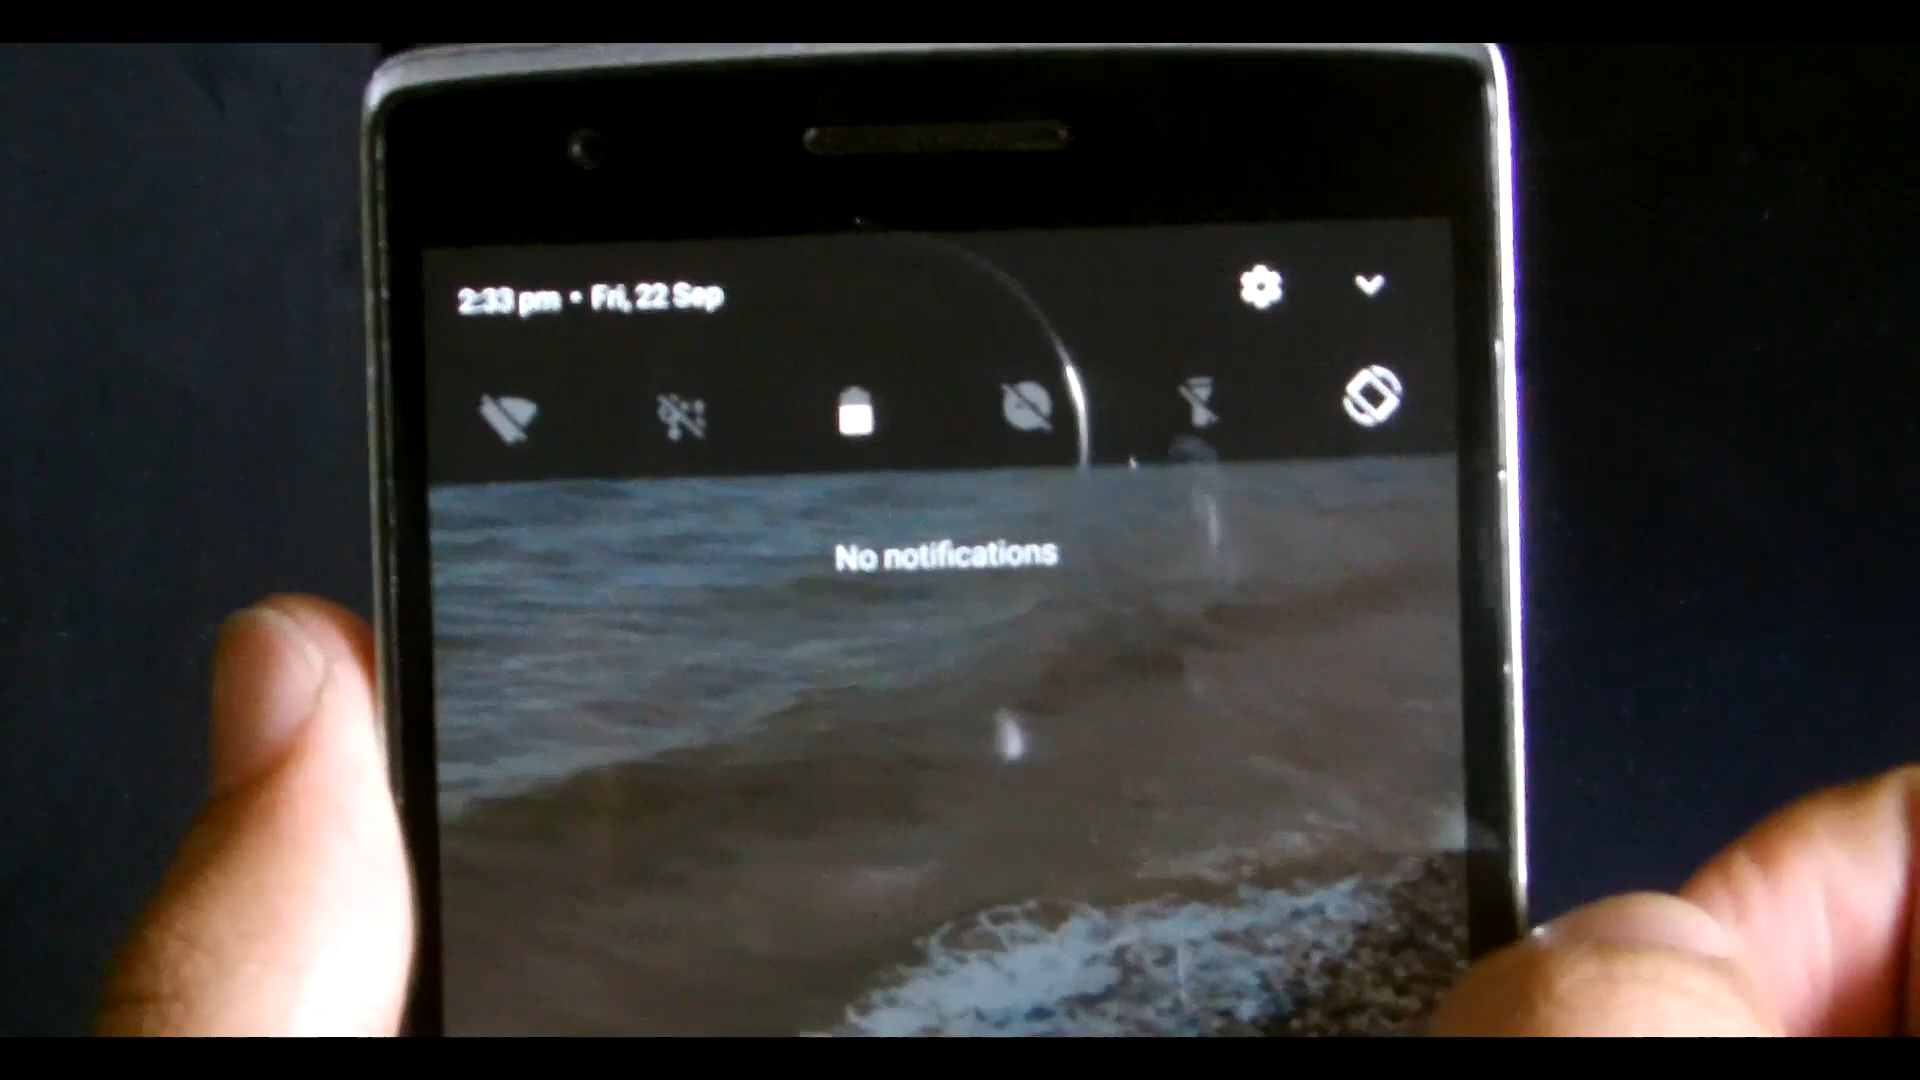 2:33 pm • Fri, 22 Sep
No notifications